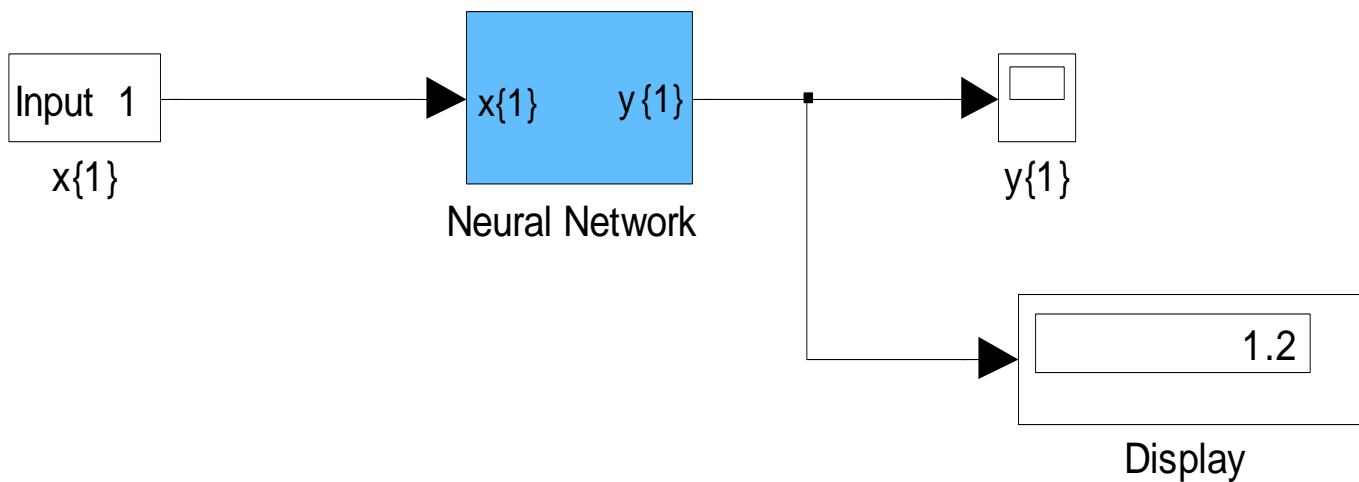 Input 1
x{1}
x{1}
y{1}
Neural Network
y{1}
1.2
Display